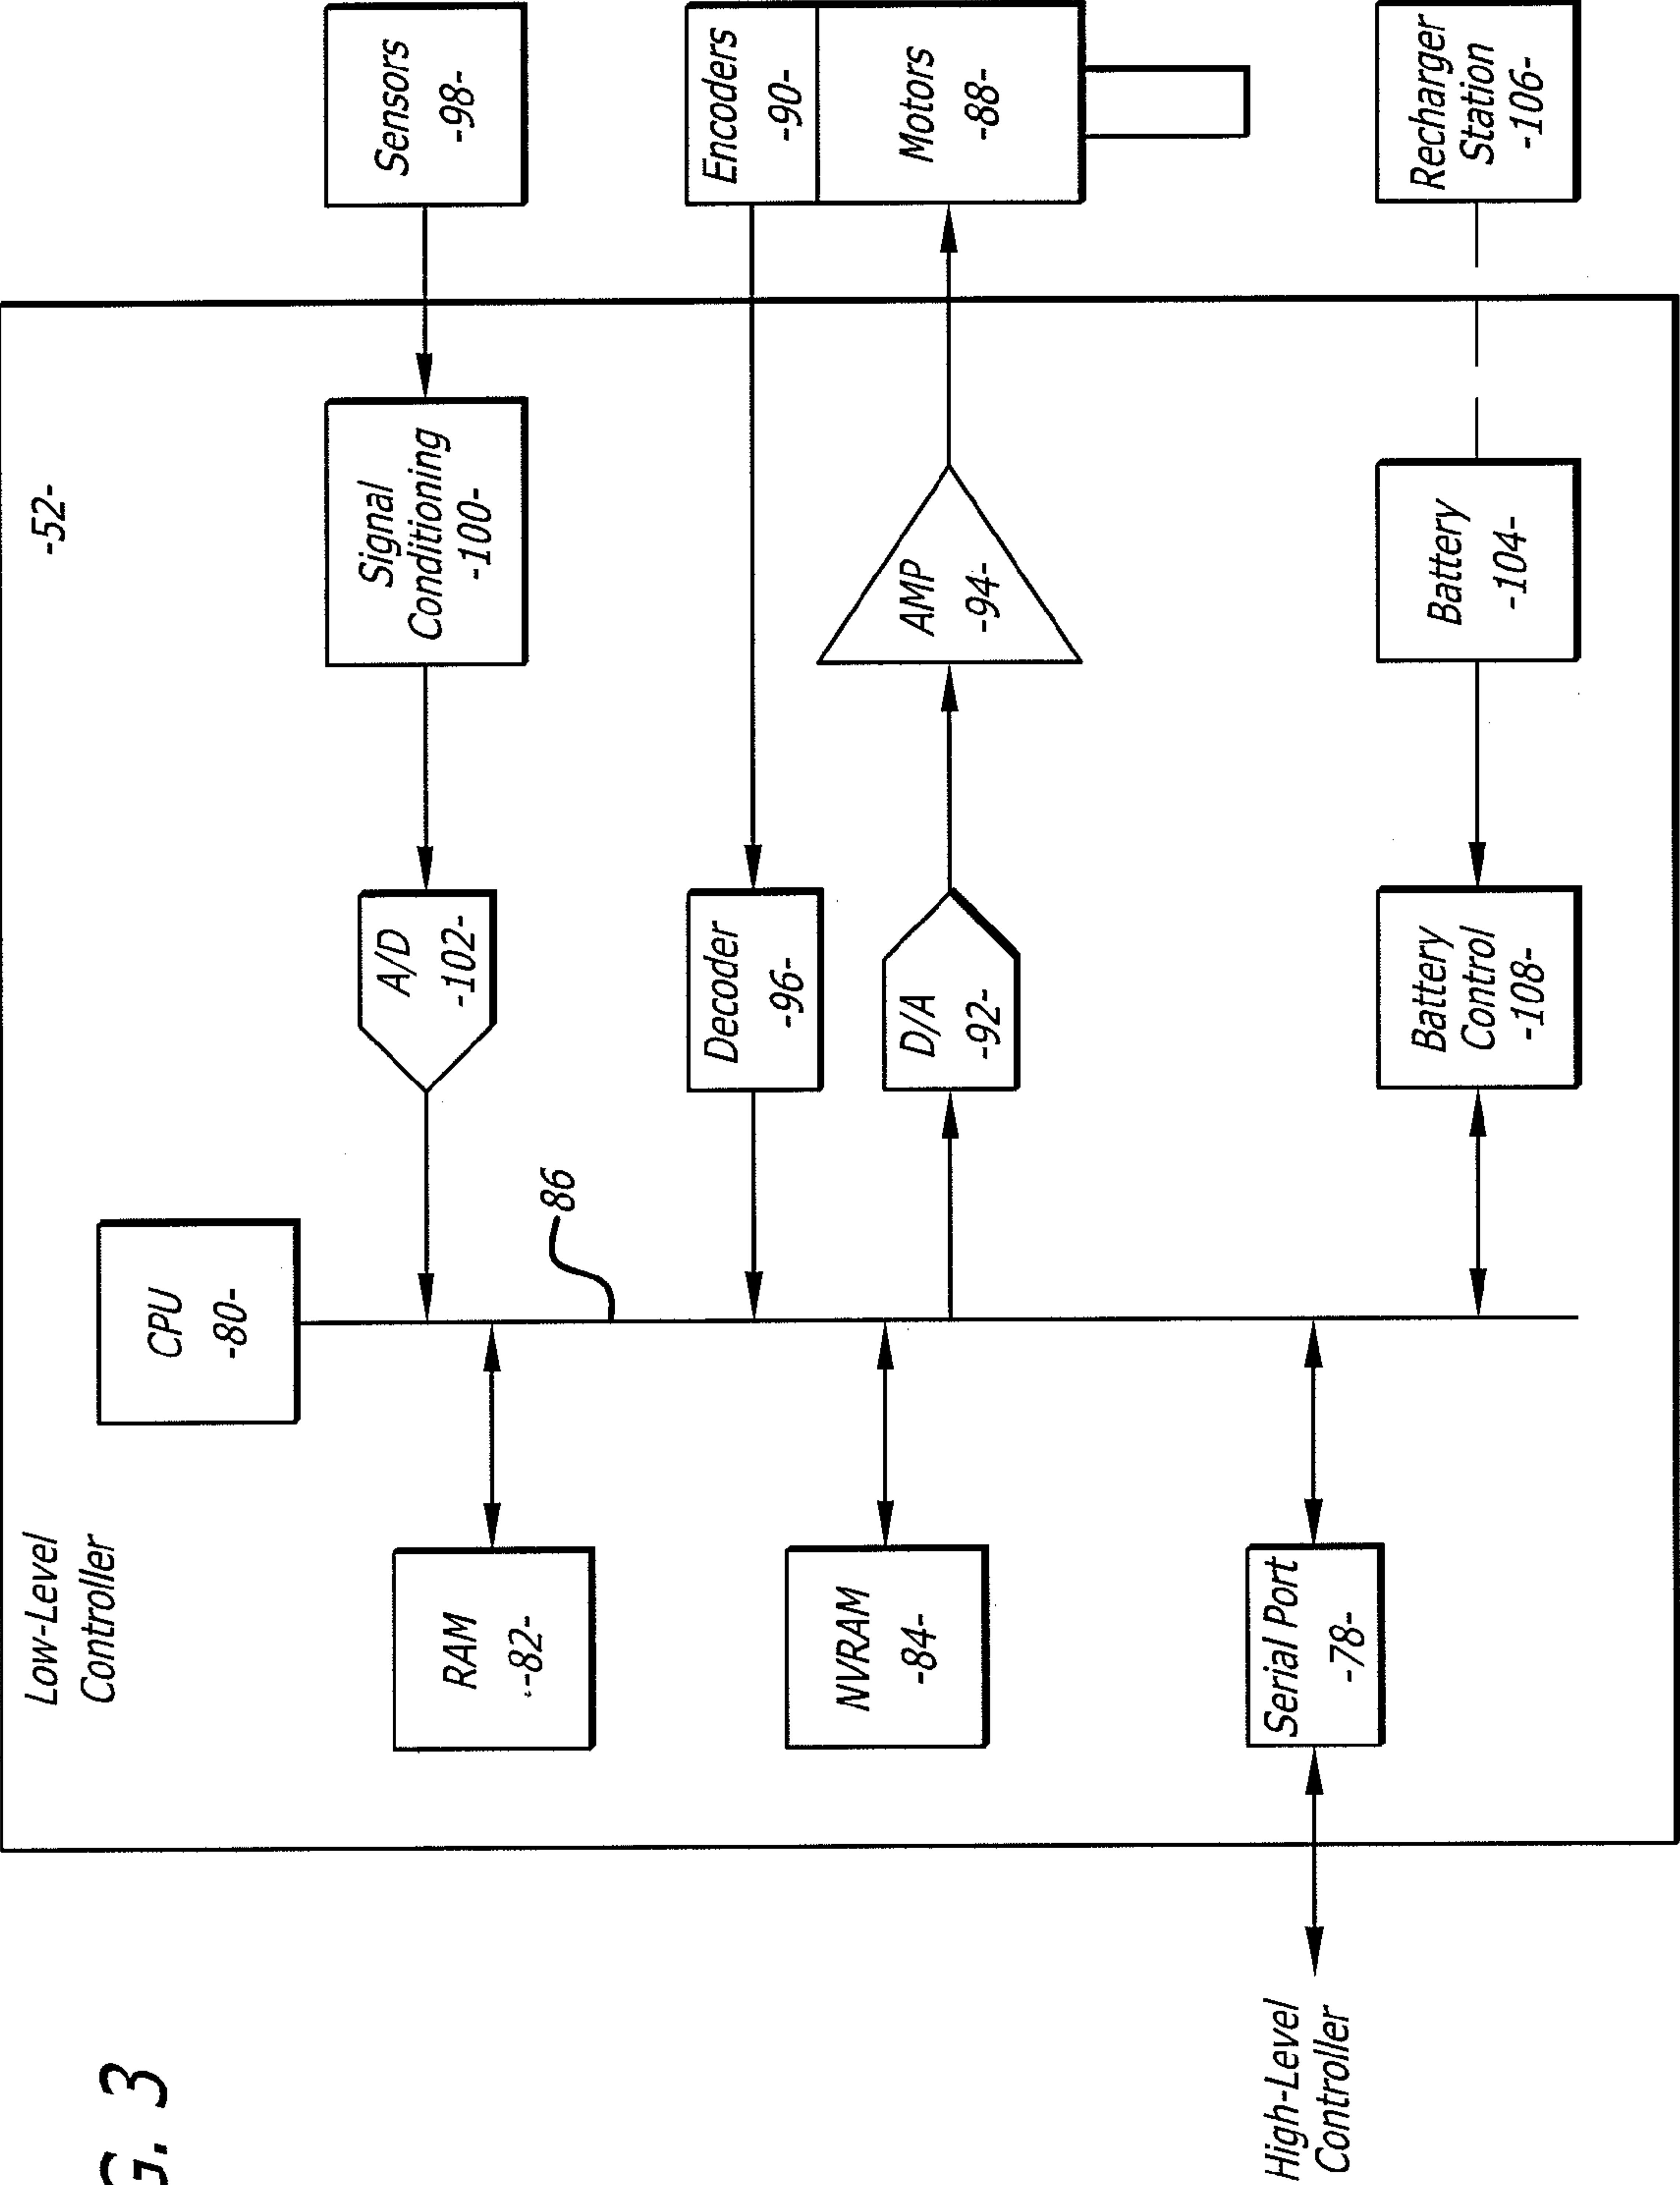 Low-Level
Controller
-52-
CPU
-80-
RAM
-82-
NVRAM
-84-
Serial Port
-78-
High-Level
Controller
86
A/D
-102-
Signal
Conditioning
-100-
Sensors
-98-
Decoder
-96-
Encoders
-90-
D/A
-92-
AMP
-94-
Motors
-88-
Battery
Control
-108-
Battery
-104-
Recharger
Station
-106-
G. 3